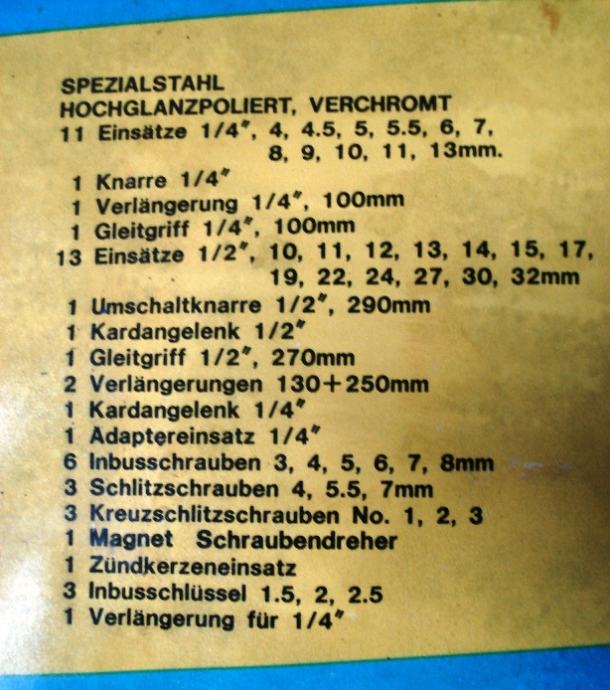 SPEZIALSTAHL
HOCHGLANZPOLIERT, VERCHROMT
11 Einsätze 1/4", 4, 4.5, 5, 5.5, 6, 7,
8, 9, 10, 11, 13mm.
1 Knarre 1/4"
1 Verlängerung 1/4", 100mm
1 Gleitgriff 1/4", 100mm
13 Einsätze 1/2", 10, 11, 12, 13, 14, 15, 17,
19, 22, 24, 27, 30, 32mm
1 Umschaltknarre 1/2", 290mm
1 Kardangelenk 1/2"
1 Gleitgriff 1/2", 270mm
2 Verlängerungen 130+250mm
1 Kardangelenk 1/4"
1 Adaptereinsatz 1/4"
6 Inbusschrauben 3, 4, 5, 6, 7, 8mm
3 Schlitzschrauben 4, 5.5, 7mm
3 Kreuzschlitzschrauben No. 1, 2, 3
1 Magnet Schraubendreher
1 Zündkerzeneinsatz
3 Inbusschlüssel 1.5, 2, 2.5
1 Verlängerung für 1/4"